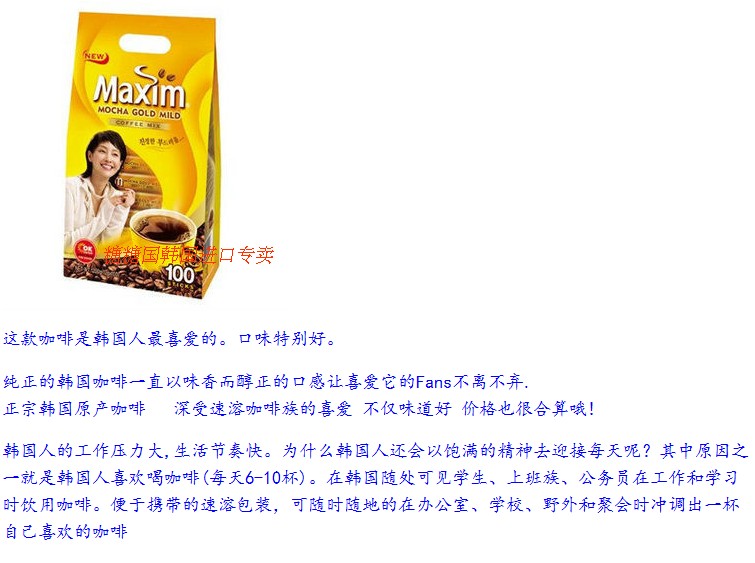 NEW
Maxim
MOCHA GOLD MILD
COFFEE MIX
糖糖国韩国进口专卖
100
STICKS
这款咖啡是韩国人最喜爱的。口味特别好。
纯正的韩国咖啡一直以味香而醇正的口感让喜爱它的Fans不离不弃.
正宗韩国原产咖啡 深受速溶咖啡族的喜爱 不仅味道好 价格也很合算哦!
韩国人的工作压力大,生活节奏快。为什么韩国人还会以饱满的精神去迎接每天呢? 其中原因之
一就是韩国人喜欢喝咖啡(每天6-10杯)。在韩国随处可见学生、上班族、公务员在工作和学习
时饮用咖啡。便于携带的速溶包装, 可随时随地的在办公室、学校、野外和聚会时冲调出一杯
自己喜欢的咖啡